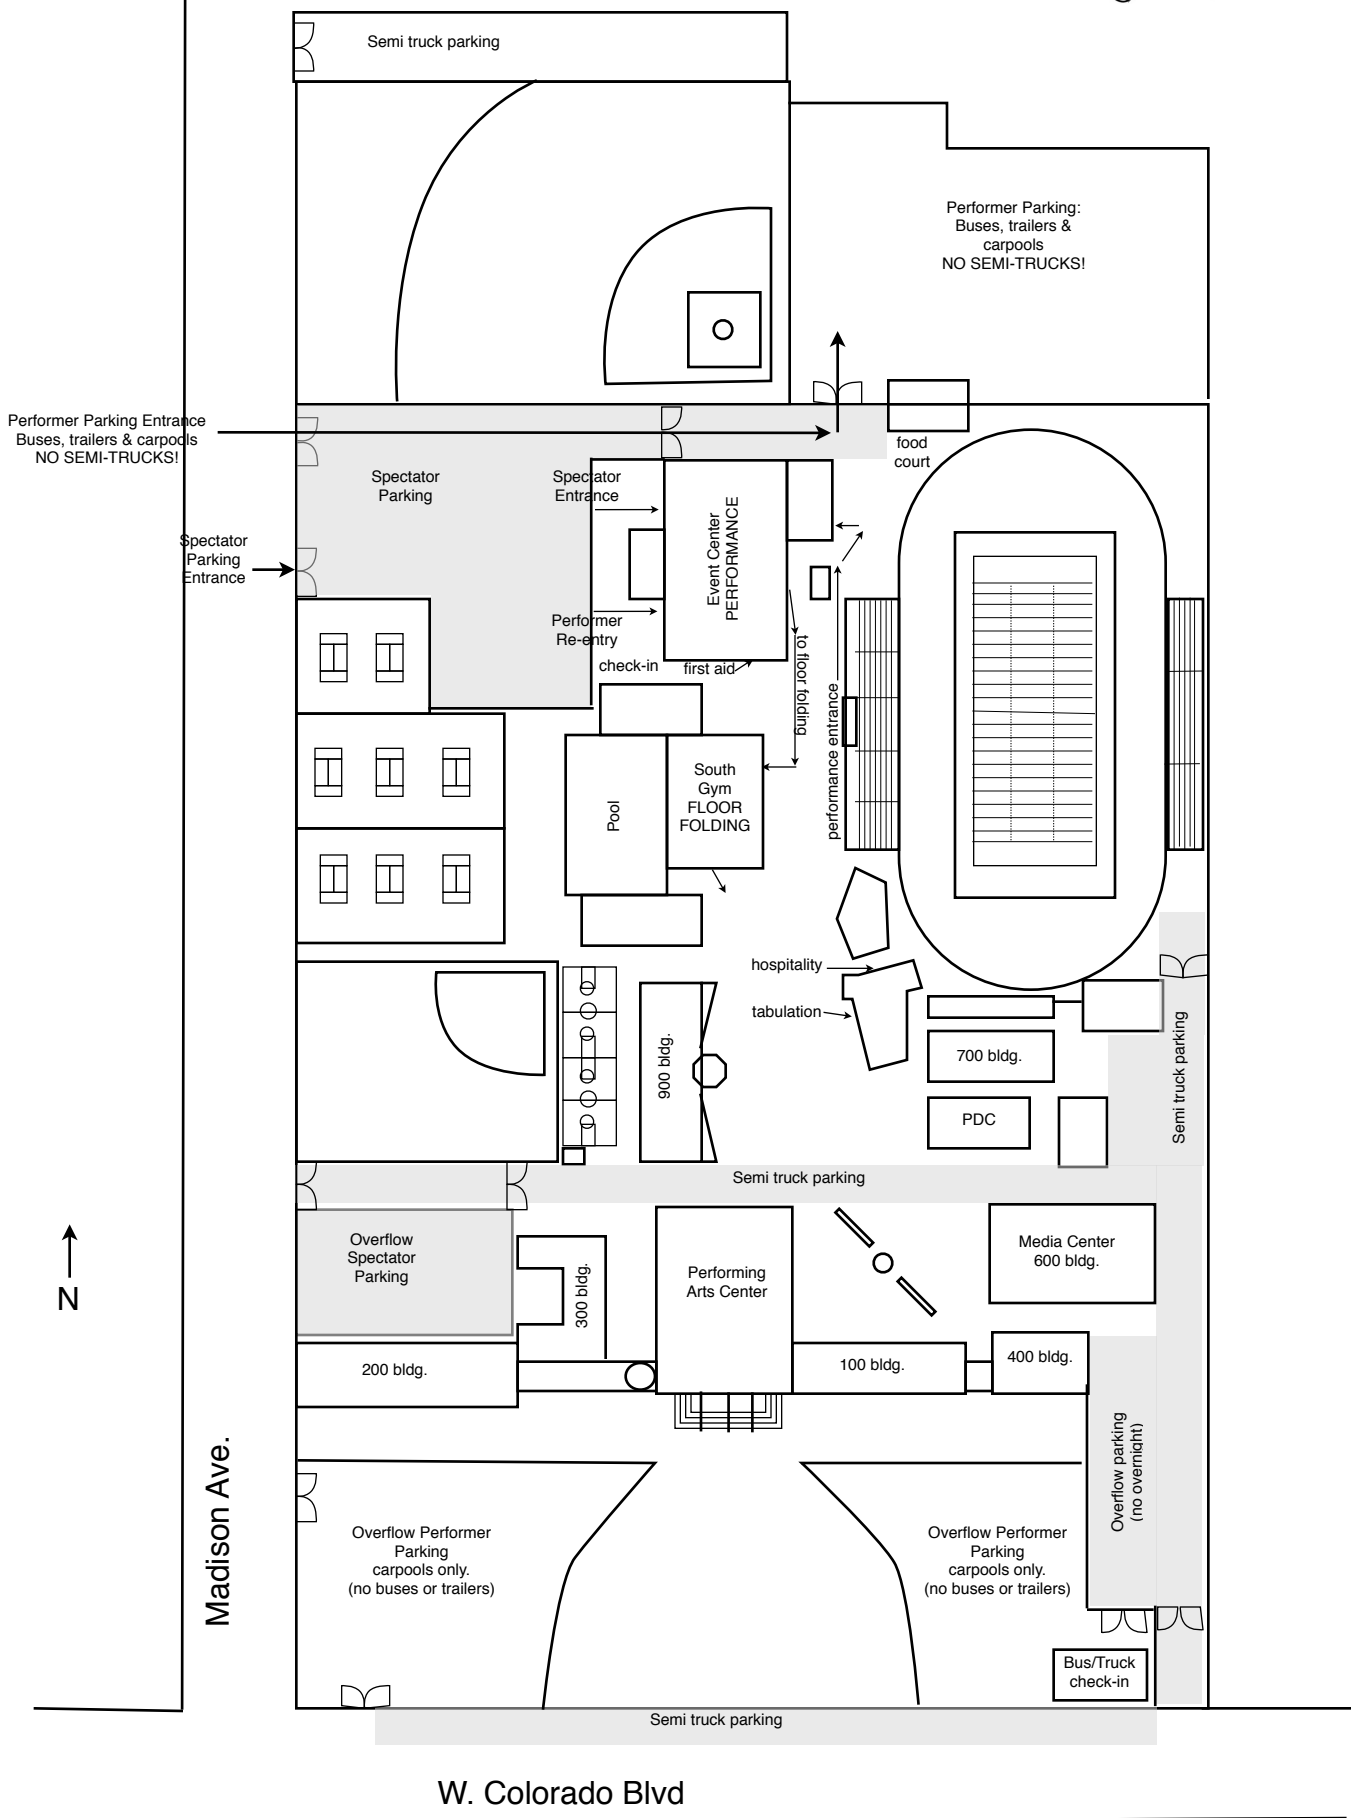 Semi truck parking
Performer Parking:
Buses, trailers &
carpools
NO SEMI-TRUCKS!
Performer Parking Entrance
Buses, trailers & carpools
NO SEMI-TRUCKS!
food
court
Spectator
Parking
Spectator
Entrance
Event Center
PERFORMANCE
Spectator
Parking
Entrance
Performer
Re-entry
check-in
first aid
to floor folding
performance entrance
Pool
South
Gym
FLOOR
FOLDING
hospitality
tabulation
900 bldg.
700 bldg.
PDC
Semi truck parking
Semi truck parking
Overflow
Spectator
Parking
300 bldg.
Performing
Arts Center
Media Center
600 bldg.
N
200 bldg.
100 bldg.
400 bldg.
Overflow parking
(no overnight)
Madison Ave.
Overflow Performer
Parking
carpools only.
(no buses or trailers)
Overflow Performer
Parking
carpools only.
(no buses or trailers)
Bus/Truck
check-in
Semi truck parking
W. Colorado Blvd